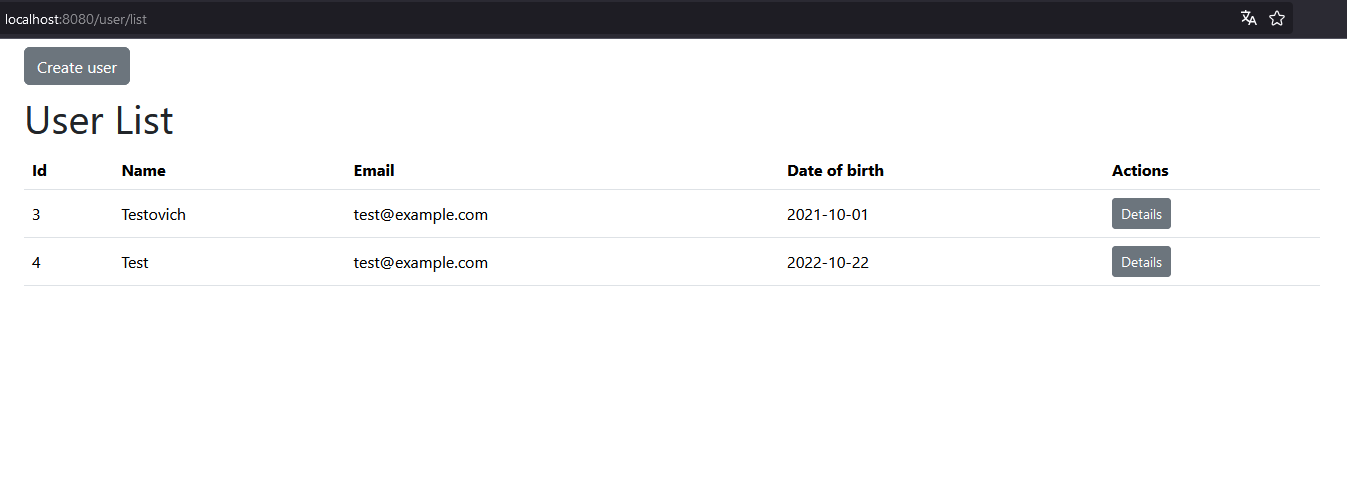 localhost:8080/user/list
Create user
User List
Id Name Email Date of birth Actions
3 Testovich test@example.com 2021-10-01 Details
4 Test test@example.com 2022-10-22 Details